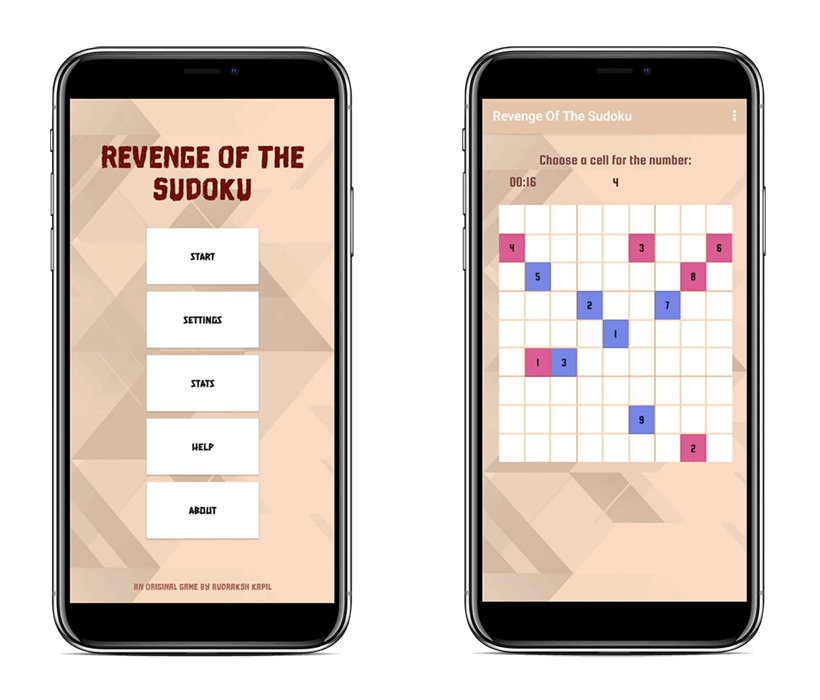 REVENGE OF THE
SUDOKU
START
SETTINGS
STATS
HELP
ABOUT
AN ORIGINAL GAME BY RUDRAKSH KAPIL
Revenge Of The Sudoku
Choose a cell for the number:
00:16 4
4 3 6
5 8
2 7
1
1 3
9
2